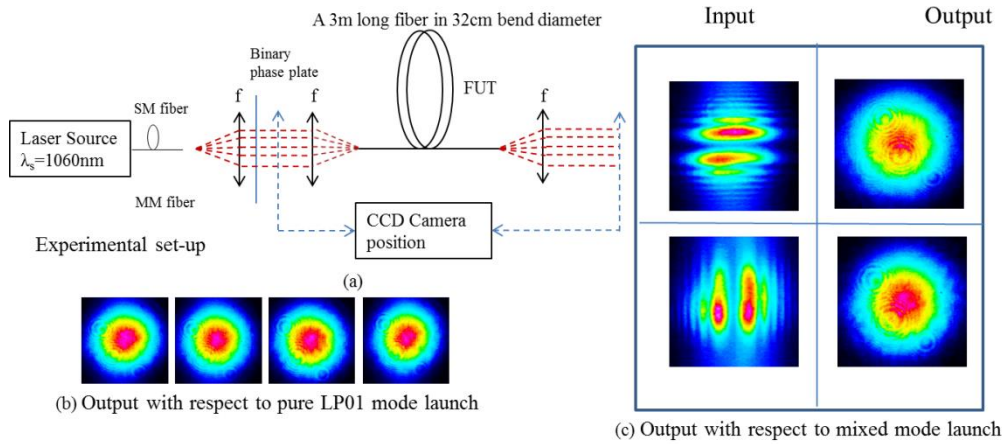 A 3m long fiber in 32cm bend diameter
Input
Output
Binary
phase plate
f
f
f
FUT
SM fiber
Laser Source
λs=1060nm
MM fiber
CCD Camera
position
Experimental set-up
(a)
(b) Output with respect to pure LP01 mode launch
(c) Output with respect to mixed mode launch